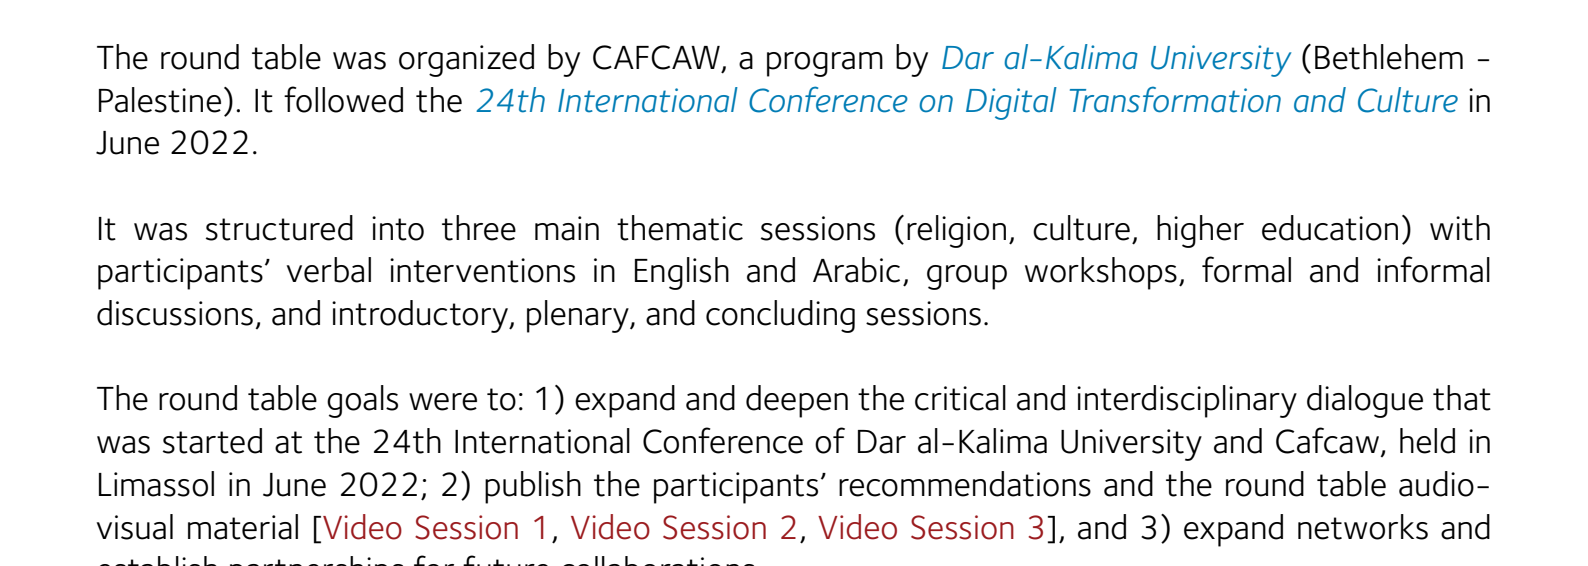 The round table was organized by CAFCAW, a program by Dar al-Kalima University (Bethlehem -
Palestine). It followed the 24th International Conference on Digital Transformation and Culture in
June 2022.
It was structured into three main thematic sessions (religion, culture, higher education) with
participants’ verbal interventions in English and Arabic, group workshops, formal and informal
discussions, and introductory, plenary, and concluding sessions.
The round table goals were to: 1) expand and deepen the critical and interdisciplinary dialogue that
was started at the 24th International Conference of Dar al-Kalima University and Cafcaw, held in
Limassol in June 2022; 2) publish the participants’ recommendations and the round table audio-
visual material [Video Session 1, Video Session 2, Video Session 3], and 3) expand networks and
establish partnerships for future collaborations.